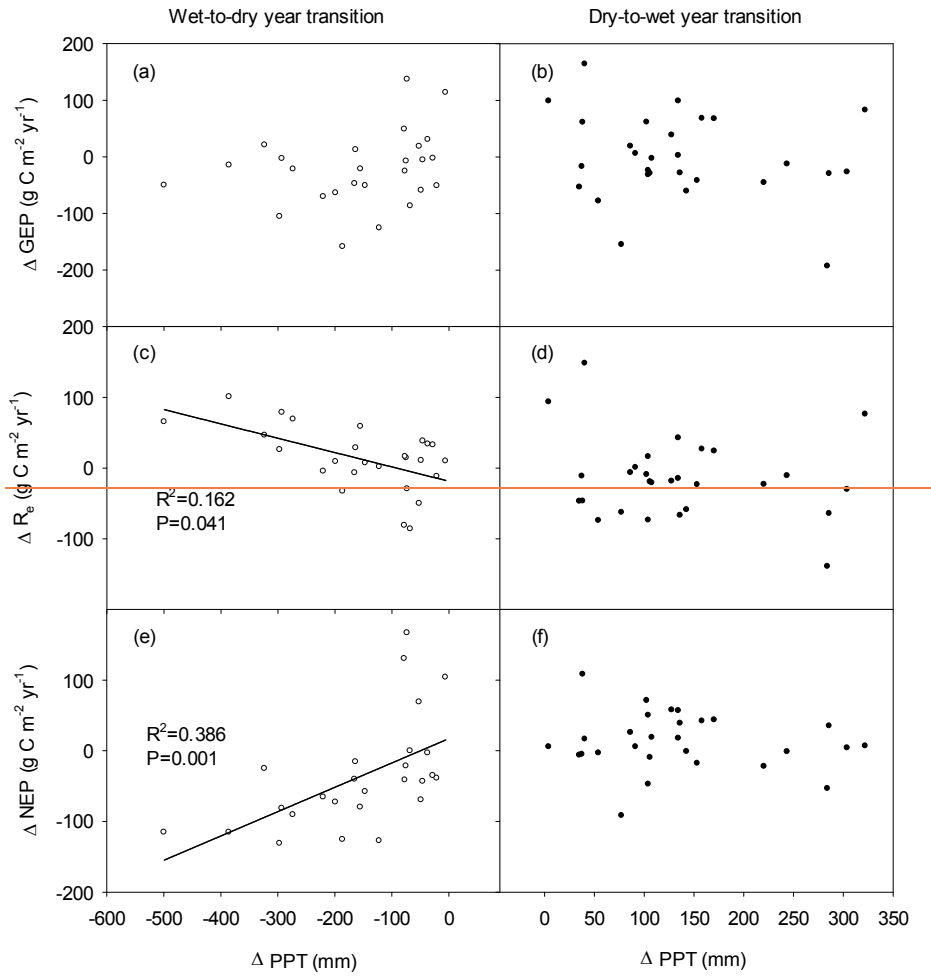 Wet-to-dry year transition
Dry-to-wet year transition
200
100
0
-100
-200
200
Δ GEP (g C m⁻² yr⁻¹)
(a)
(b)
100
0
-100
Δ Rₑ (g C m⁻² yr⁻¹)
(c)
R²=0.162
P=0.041
(d)
100
0
-100
-200
Δ NEP (g C m⁻² yr⁻¹)
(e)
R²=0.386
P=0.001
(f)
-600 -500 -400 -300 -200 -100 0
0 50 100 150 200 250 300 350
Δ PPT (mm)
Δ PPT (mm)